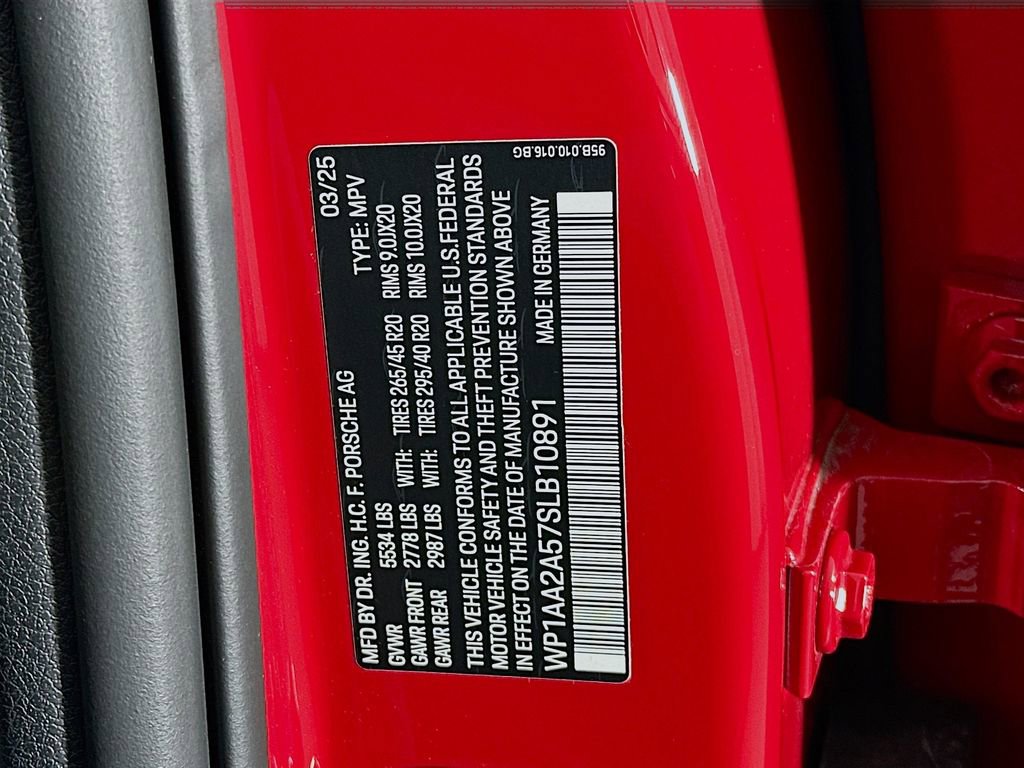 03/25
MFD BY DR. ING. H.C. F. PORSCHE AG TYPE: MPV
GVWR 5534 LBS
GAWR FRONT 2778 LBS WITH: TIRES 265/45 R20 RIMS 9.0JX20
GAWR REAR 2987 LBS WITH: TIRES 295/40 R20 RIMS 10.0JX20
THIS VEHICLE CONFORMS TO ALL APPLICABLE U.S.FEDERAL
MOTOR VEHICLE SAFETY AND THEFT PREVENTION STANDARDS
IN EFFECT ON THE DATE OF MANUFACTURE SHOWN ABOVE
WP1AA2A57SLB10891 MADE IN GERMANY
95B.010.016.BG